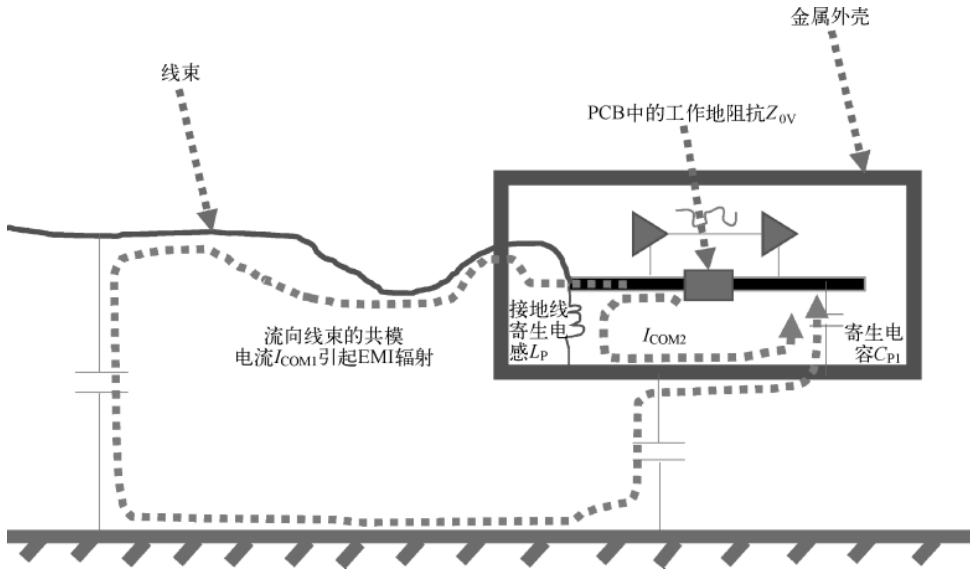 金属外壳
线束
PCB中的工作地阻抗Z0V
接地线
寄生电
感LP
ICOM2
寄生电
容CP1
流向线束的共模
电流ICOM1引起EMI辐射